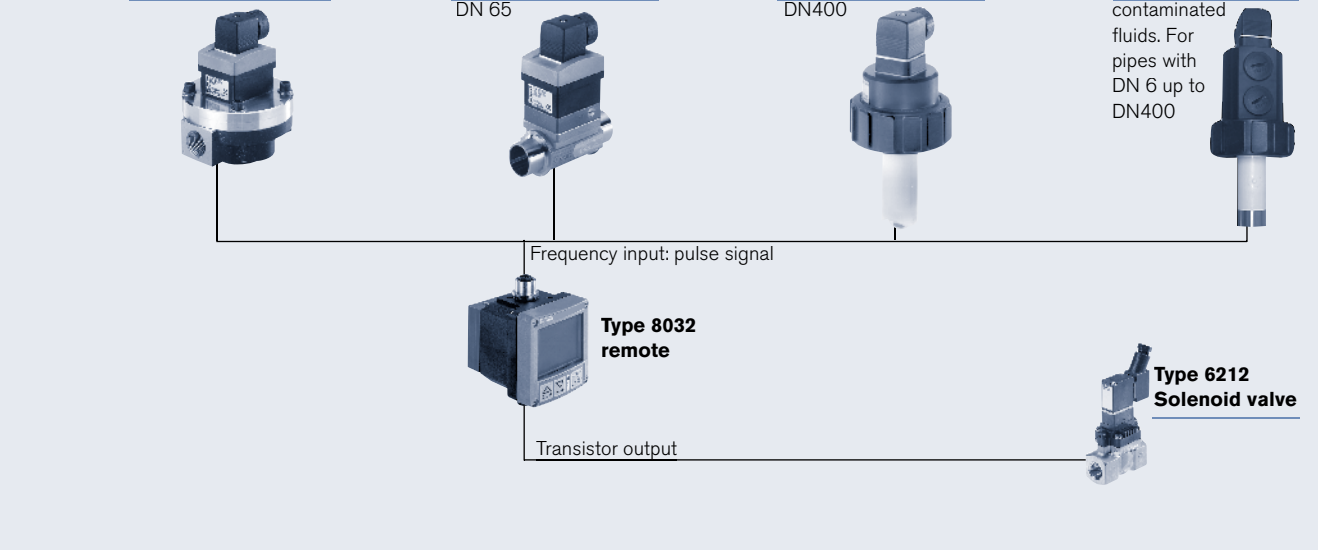 DN 65
DN400
contaminated
fluids. For
pipes with
DN 6 up to
DN400
Frequency input: pulse signal
Type 8032
remote
Type 6212
Solenoid valve
Transistor output